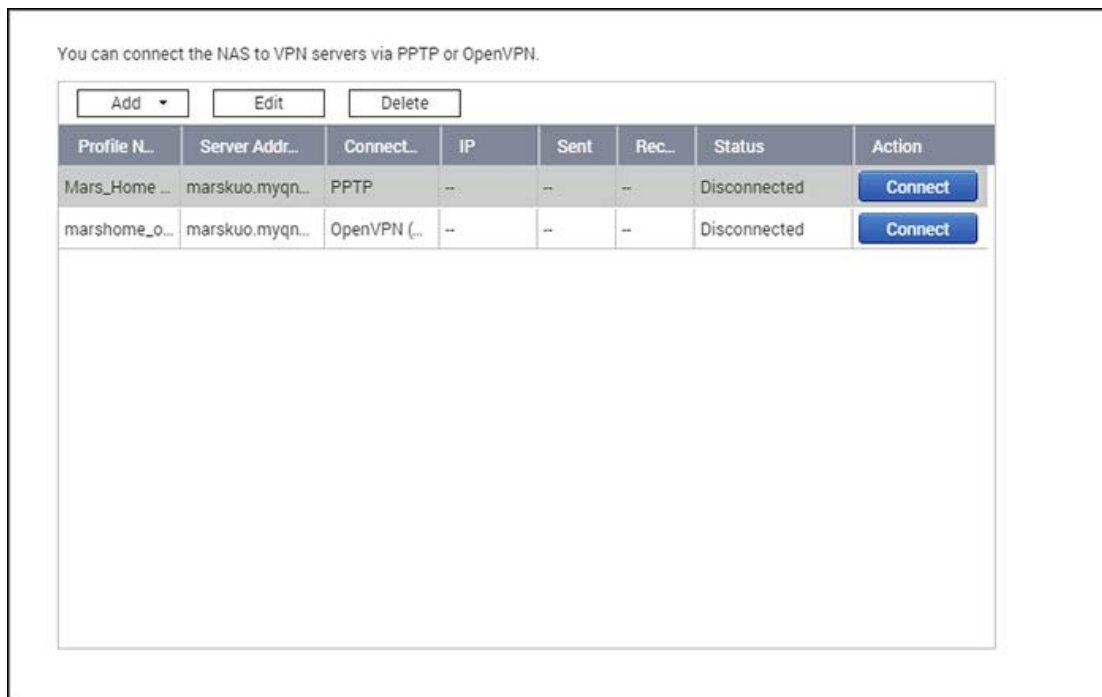 You can connect the NAS to VPN servers via PPTP or OpenVPN.
Add Edit Delete
Profile N... Server Addr... Connect... IP Sent Rec... Status Action
Mars_Home ... marskuo.myqn... PPTP -- -- -- Disconnected Connect
marshome_o... marskuo.myqn... OpenVPN (... -- -- -- Disconnected Connect